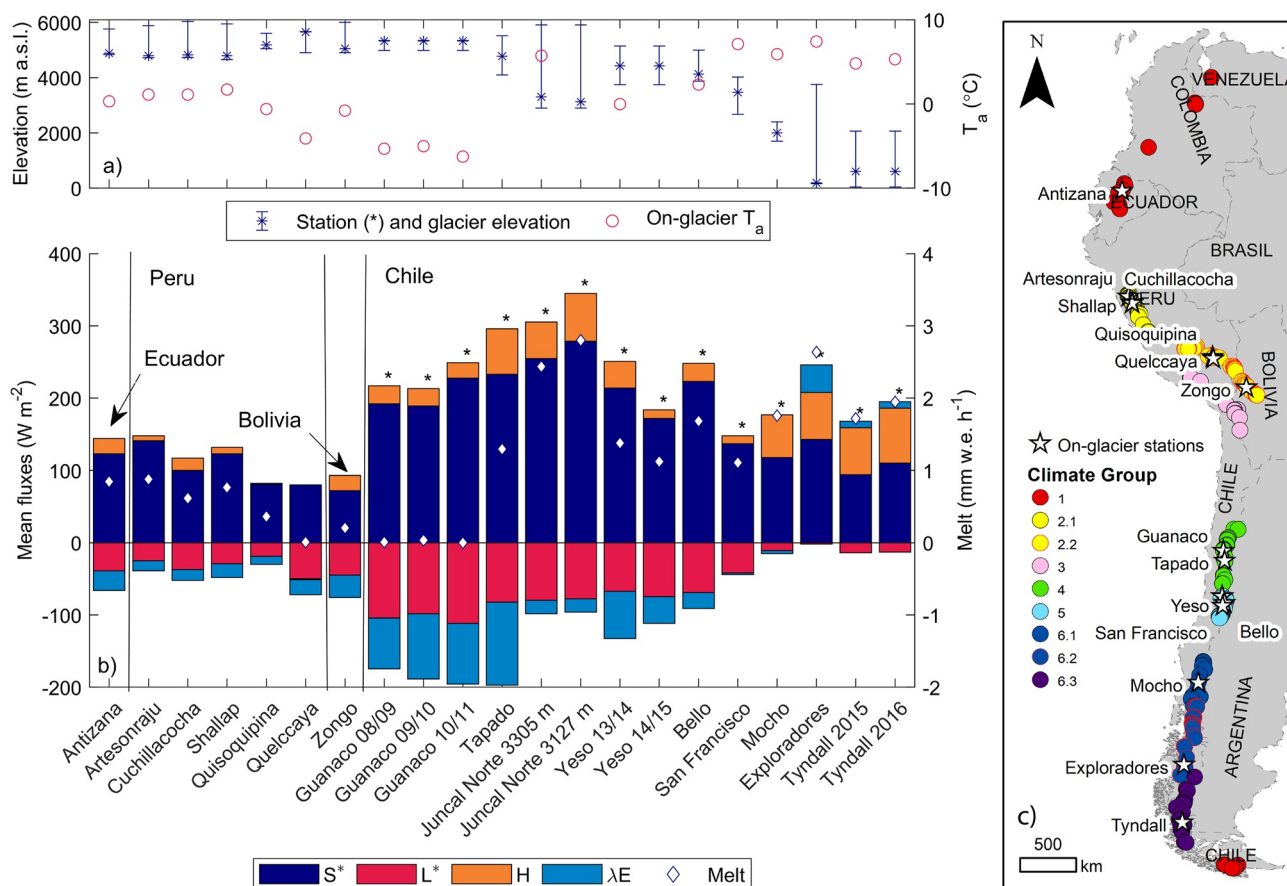 6000
4000
2000
0
Elevation (m a.s.l.)
a)
10
0
-10
Tₐ (°C)
Station (*) and glacier elevation
On-glacier Tₐ
400
300
200
100
0
-100
-200
Mean fluxes (W m⁻²)
Peru
Ecuador
Bolivia
Chile
b)
4
3
2
1
0
-1
-2
Melt (mm w.e. h⁻¹)
Antizana
Artesonraju
Cuchillacocha
Shallap
Quisoquipina
Quelccaya
Zongo
Guanaco 08/09
Guanaco 09/10
Guanaco 10/11
Tapado
Juncal Norte 3305 m
Juncal Norte 3127 m
Yeso 13/14
Yeso 14/15
Bello
San Francisco
Mocho
Exploradores
Tyndall 2015
Tyndall 2016
S* L* H λE Melt
N
VENEZUELA
COLOMBIA
Antizana
ECUADOR
BRASIL
Artesonraju Cuchillacocha
PERU
Shallap
Quisoquipina
Quelccaya
Zongo
BOLIVIA
On-glacier stations
Climate Group
1
2.1
2.2
3
4
5
6.1
6.2
6.3
CHILE
Guanaco
Tapado
Yeso
San Francisco Bello
Mocho
ARGENTINA
Exploradores
Tyndall
c)
500
km
CHILE